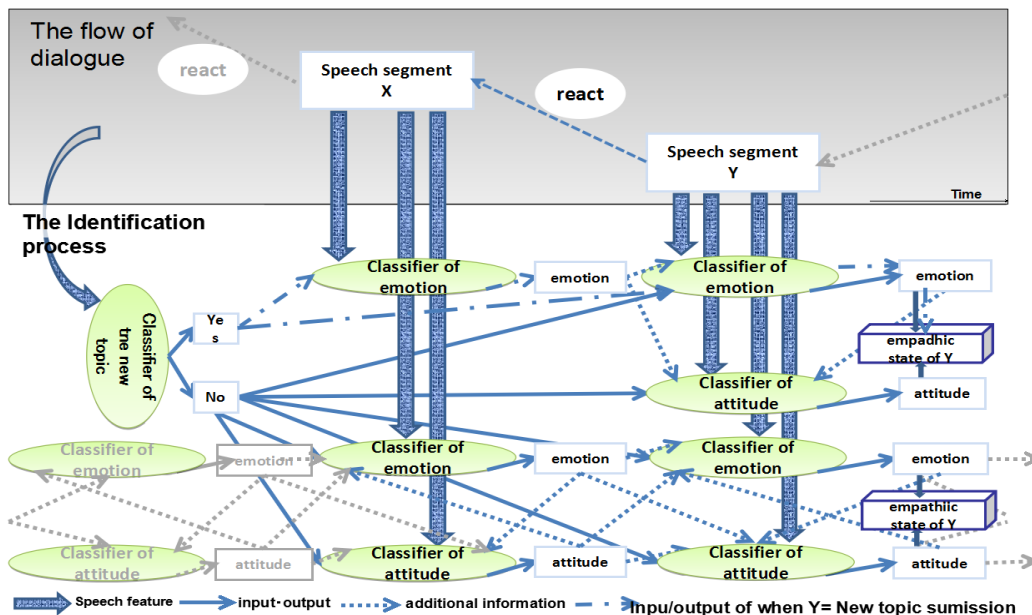 The flow of
dialogue
react
Speech segment
X
react
Speech segment
Y
Time
The Identification
process
Classifier of
emotion
emotion
Classifier of
emotion
emotion
Classifier of
tne new
topic
Ye
s
empadhic
state of Y
No
Classifier of
attitude
attitude
Classifier of
emotion
emotion
Classifier of
emotion
emotion
Classifier of
emotion
emotion
empathiic
state of Y
Classifier of
attitude
attitude
Classifier of
attitude
attitude
Classifier of
attitude
attitude
Speech feature
input-output
additional information
Inpu/output of when Y= New topic sumission